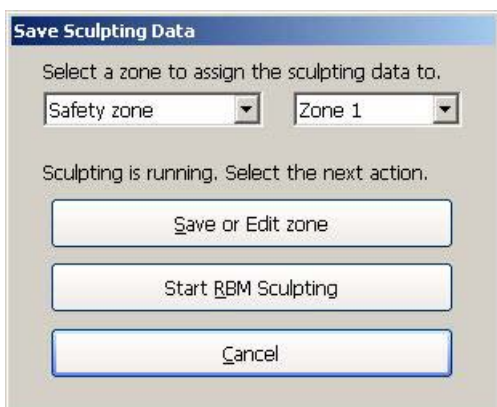 Save Sculpting Data
Select a zone to assign the sculpting data to.
Safety zone Zone 1
Sculpting is running. Select the next action.
Save or Edit zone
Start RBM Sculpting
Cancel